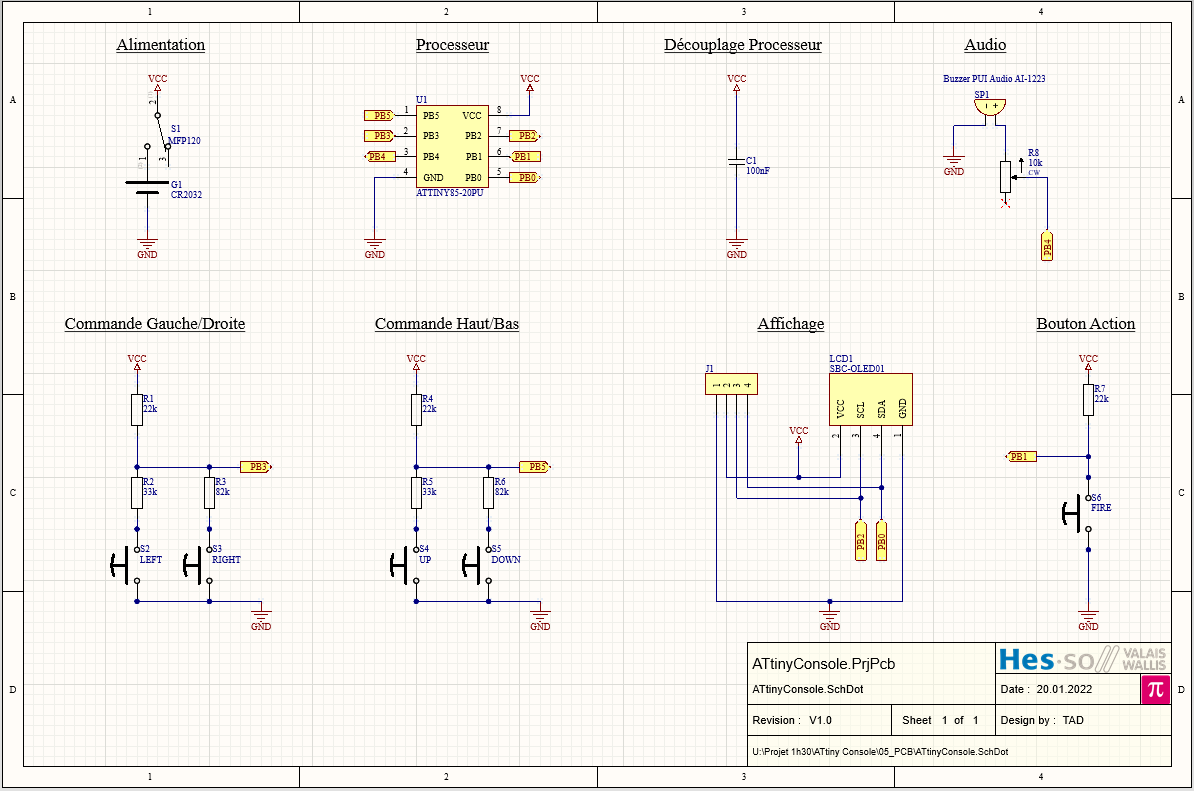 1 2 3 4
Alimentation
Processeur
Découplage Processeur
Audio
A
A
VCC
2
S1
MFP120
1
3
G1
CR2032
GND
U1
VCC
PB5 1 PB5 VCC 8
PB3 2 PB3 PB2 7 PB2
PB4 3 PB4 PB1 6 PB1
4 GND PB0 5 PB0
ATTINY85-20PU
GND
VCC
C1
100nF
GND
Buzzer PUI Audio AI-1223
SP1
- +
GND
R8
10k
CW
PB4
B
B
Commande Gauche/Droite
Commande Haut/Bas
Affichage
Bouton Action
VCC
R1
22k
PB3
R2
33k
R3
82k
S2
LEFT
S3
RIGHT
GND
VCC
R4
22k
PB5
R5
33k
R6
82k
S4
UP
S5
DOWN
GND
J1
1 2 3 4
LCD1
SBC-OLED01
VCC SCL SDA GND
2 3 4 1
VCC
PB2 PB0
GND
VCC
R7
22k
PB1
S6
FIRE
GND
C
C
D
D
ATtinyConsole.PrjPcb
Hes·so// VALAIS
WALLIS
ATtinyConsole.SchDot
Date : 20.01.2022
π
Revision : V1.0
Sheet 1 of 1
Design by : TAD
U:\Projet 1h30\ATtiny Console\05_PCB\ATtinyConsole.SchDot
1 2 3 4